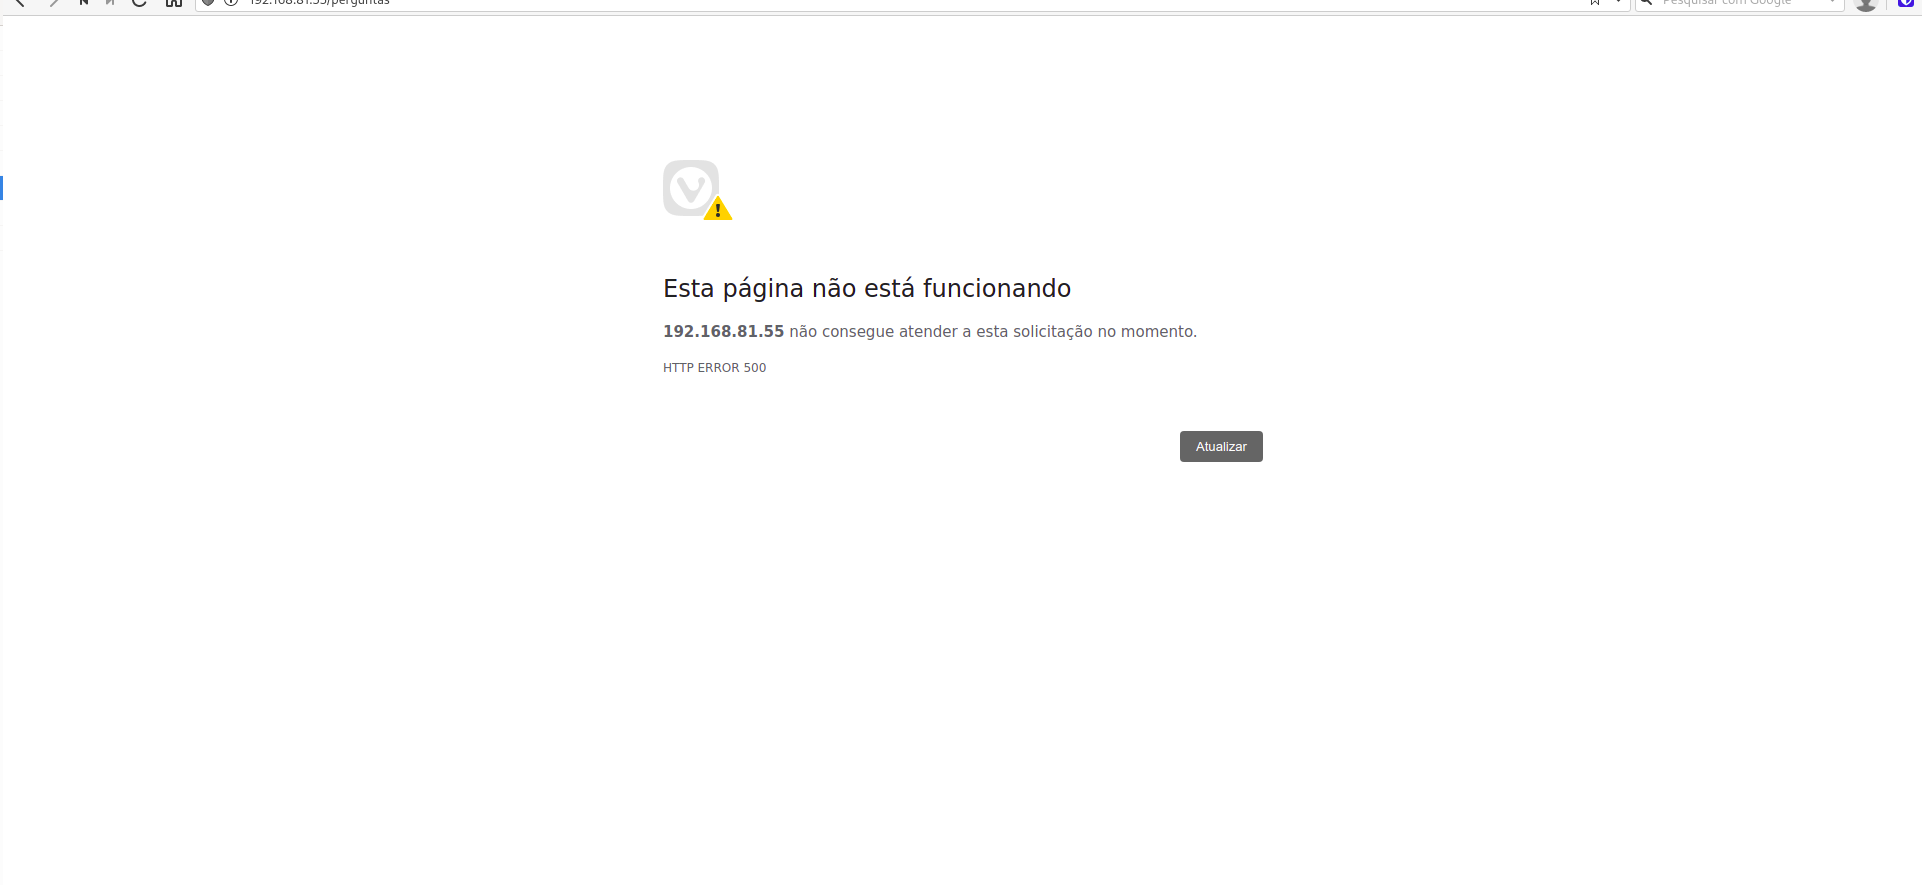 192.168.81.55/perguntas
Pesquisar com Google
Esta página não está funcionando
192.168.81.55 não consegue atender a esta solicitação no momento.
HTTP ERROR 500
Atualizar